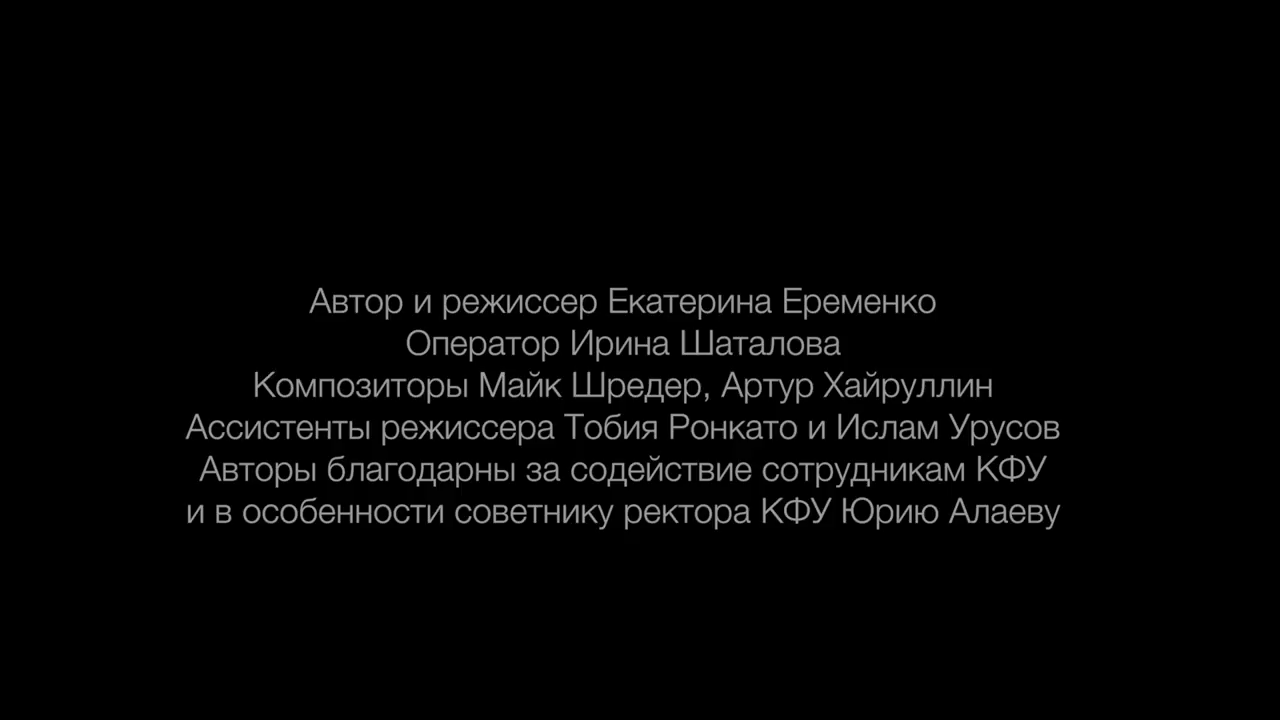 Автор и режиссер Екатерина Еременко
Оператор Ирина Шаталова
Композиторы Майк Шредер, Артур Хайруллин
Ассистенты режиссера Тобия Ронкато и Ислам Урусов
Авторы благодарны за содействие сотрудникам КФУ
и в особенности советнику ректора КФУ Юрию Алаеву